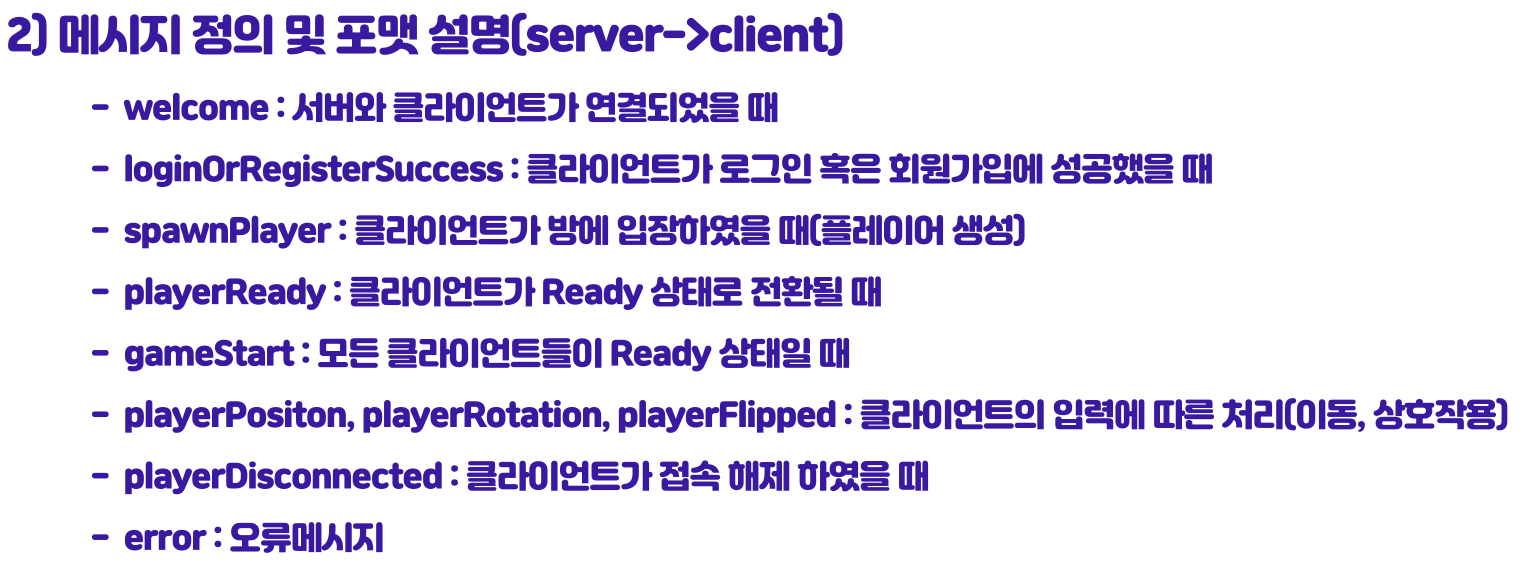 2) 메시지 정의 및 포맷 설명(server->client)
- welcome : 서버와 클라이언트가 연결되었을 때
- loginOrRegisterSuccess : 클라이언트가 로그인 혹은 회원가입에 성공했을 때
- spawnPlayer : 클라이언트가 방에 입장하였을 때(플레이어 생성)
- playerReady : 클라이언트가 Ready 상태로 전환될 때
- gameStart : 모든 클라이언트들이 Ready 상태일 때
- playerPositon, playerRotation, playerFlipped : 클라이언트의 입력에 따른 처리(이동, 상호작용)
- playerDisconnected : 클라이언트가 접속 해제 하였을 때
- error : 오류메시지